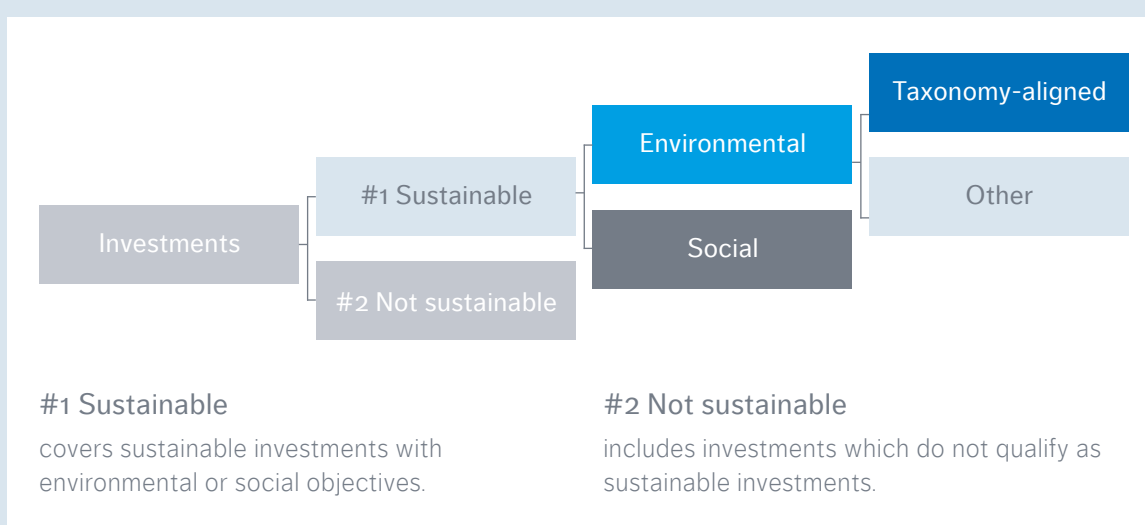 Taxonomy-aligned
Environmental
#1 Sustainable
Other
Investments
Social
#2 Not sustainable
#1 Sustainable
covers sustainable investments with
environmental or social objectives.
#2 Not sustainable
includes investments which do not qualify as
sustainable investments.